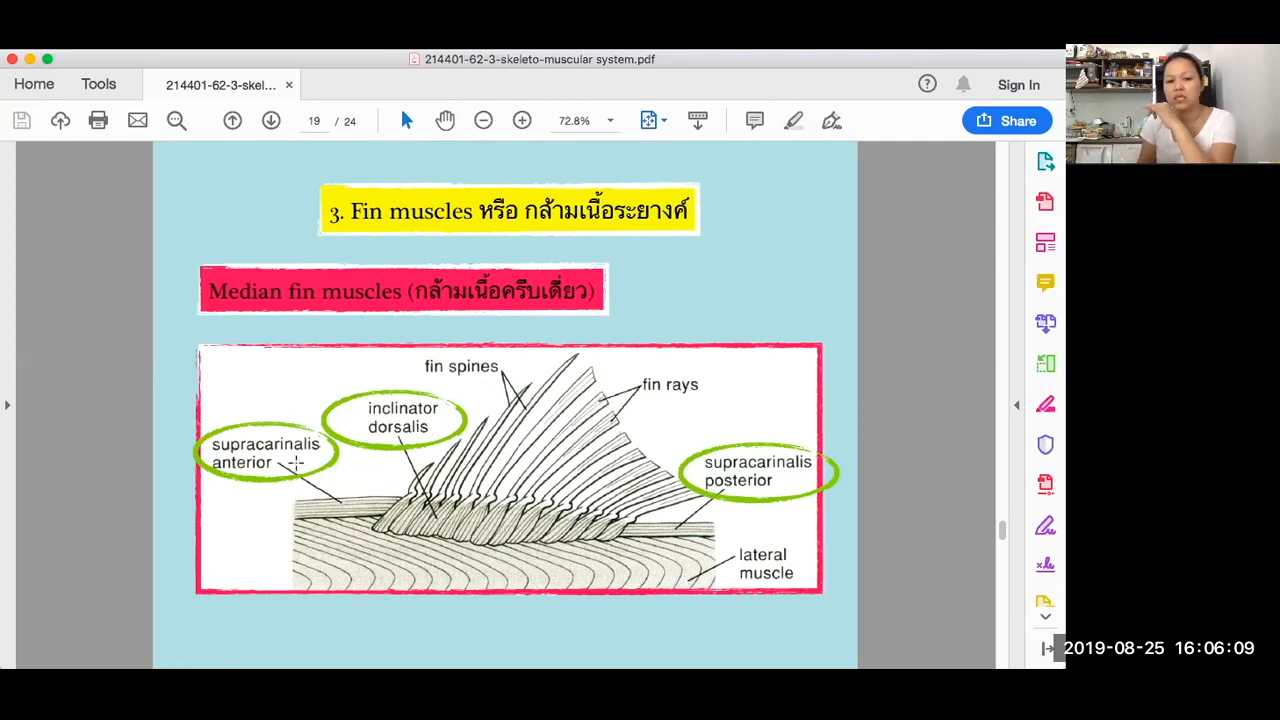 214401-62-3-skeleto-muscular system.pdf
Home
Tools
214401-62-3-skel...
Sign In
19 / 24
72.8%
Share
3. Fin muscles หรือ กล้ามเนื้อระยางค์
Median fin muscles (กล้ามเนื้อครีบเดี่ยว)
fin spines
fin rays
inclinator
dorsalis
supracarinalis
anterior
supracarinalis
posterior
lateral
muscle
2019-08-25 16:06:09